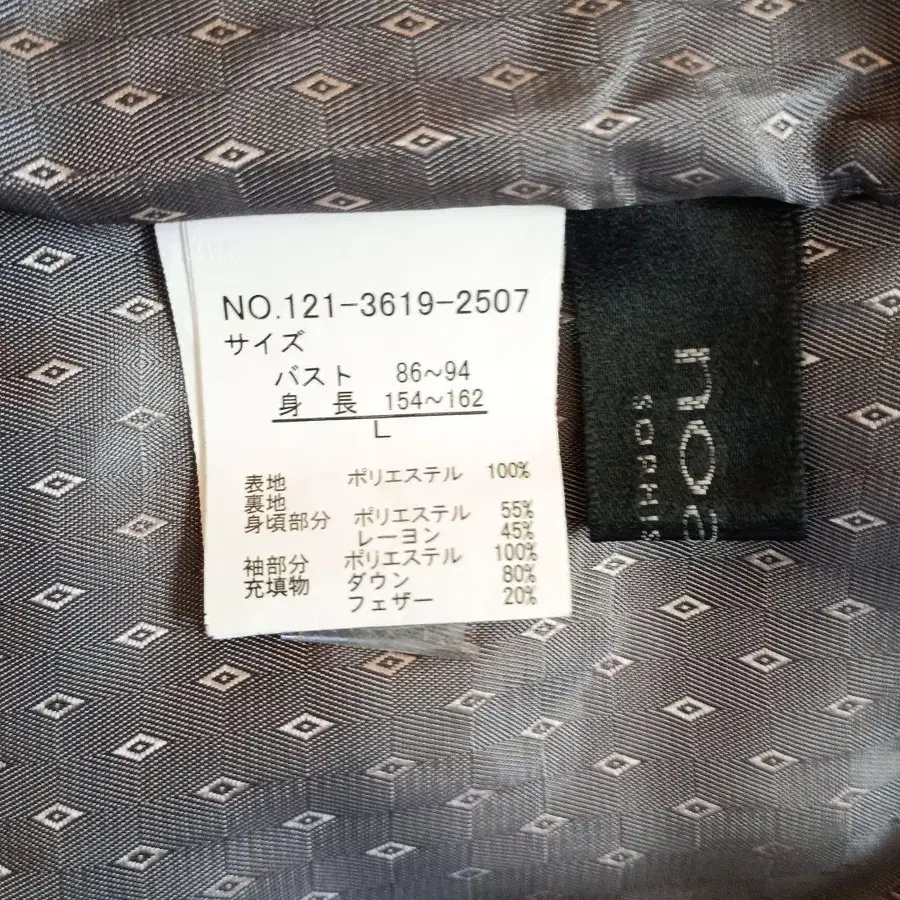 NO.121-3619-2507
サイズ
バスト 86〜94
身 長 154〜162
L
表地 ポリエステル 100%
裏地
身頃部分 ポリエステル 55%
レーヨン 45%
袖部分 ポリエステル 100%
充填物 ダウン 80%
フェザー 20%